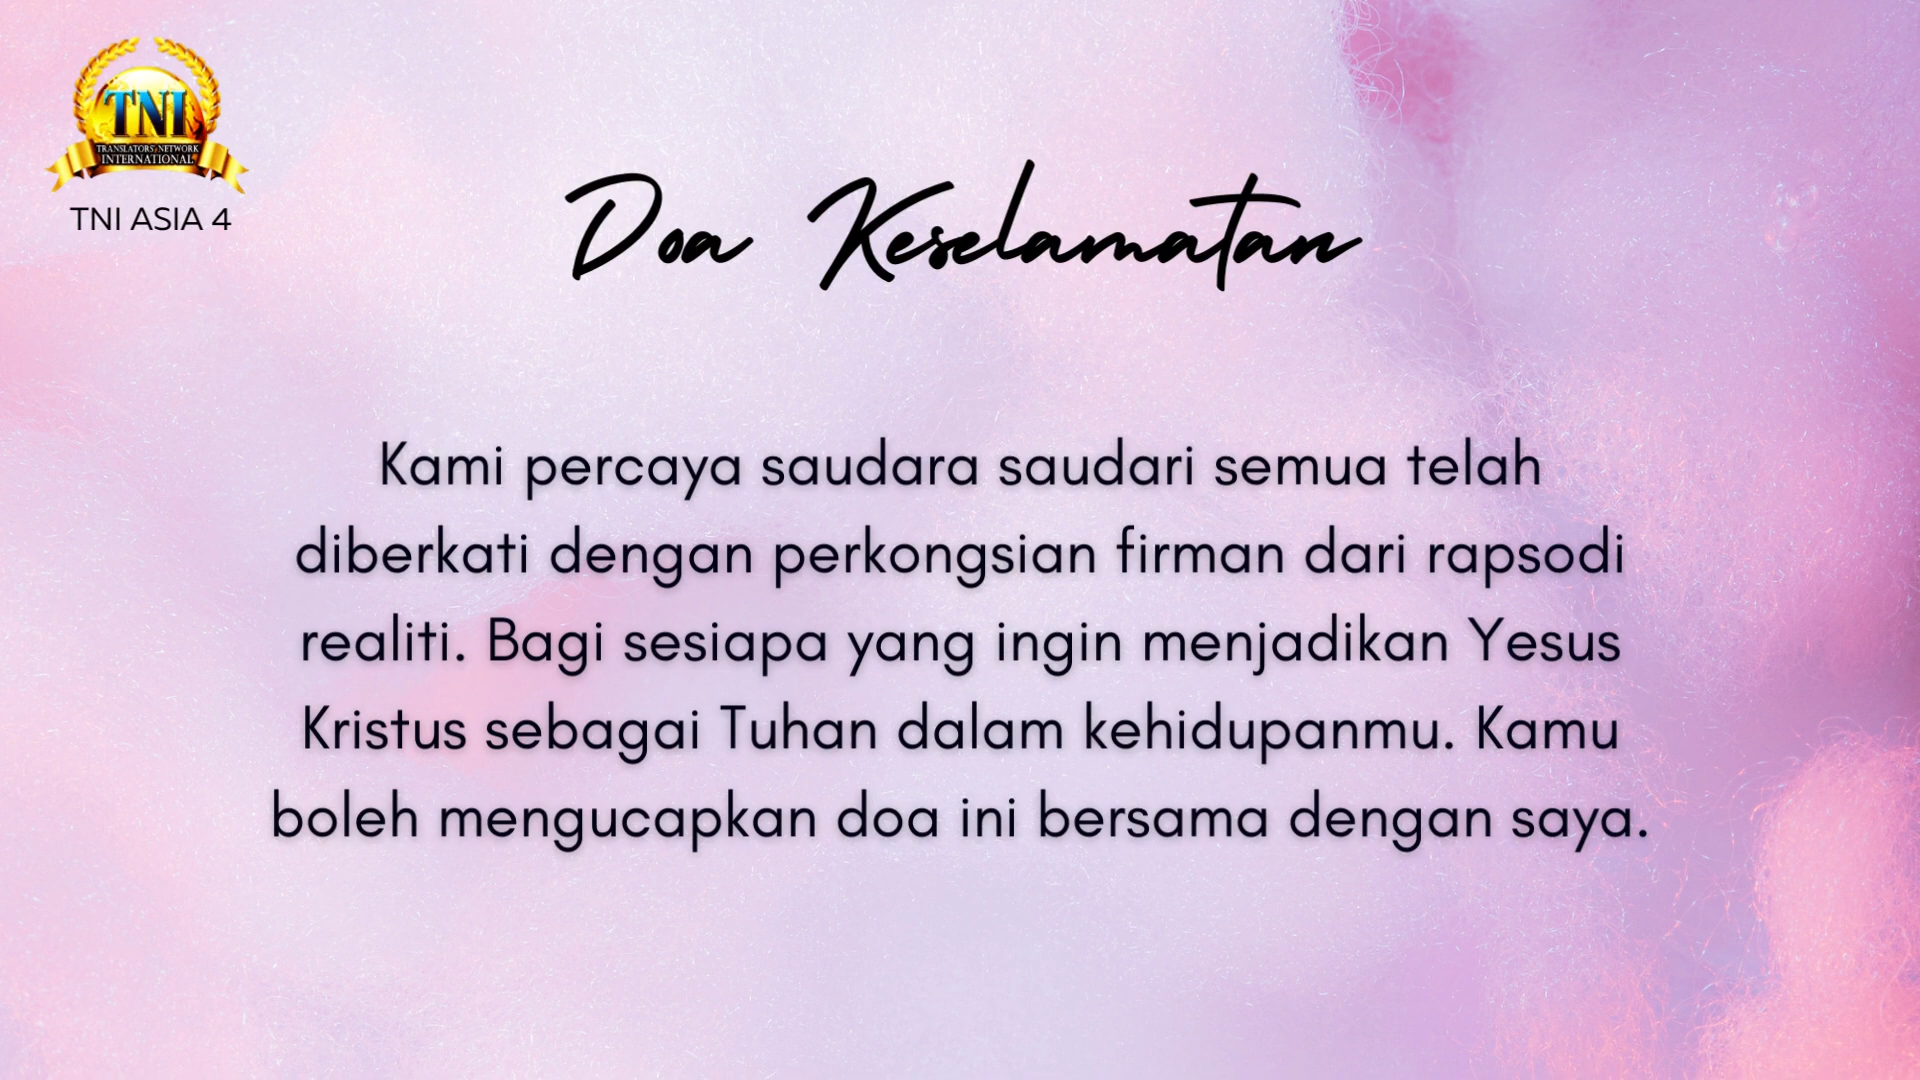 TNI
TRANSLATORS' NETWORK
INTERNATIONAL
TNI ASIA 4
Doa Keselamatan
Kami percaya saudara saudari semua telah
diberkati dengan perkongsian firman dari rapsodi
realiti. Bagi sesiapa yang ingin menjadikan Yesus
Kristus sebagai Tuhan dalam kehidupanmu. Kamu
boleh mengucapkan doa ini bersama dengan saya.